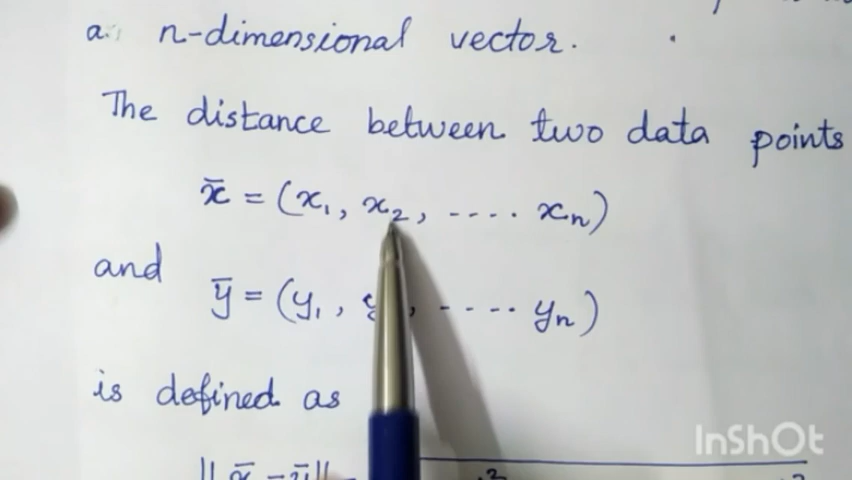 a n-dimensional vector.
The distance between two data points
x̄ = (x₁, x₂, ---- xₙ)
and
ȳ = (y₁, y , ---- yₙ)
is defined as
|| x̄ - ȳ ||
InShOt